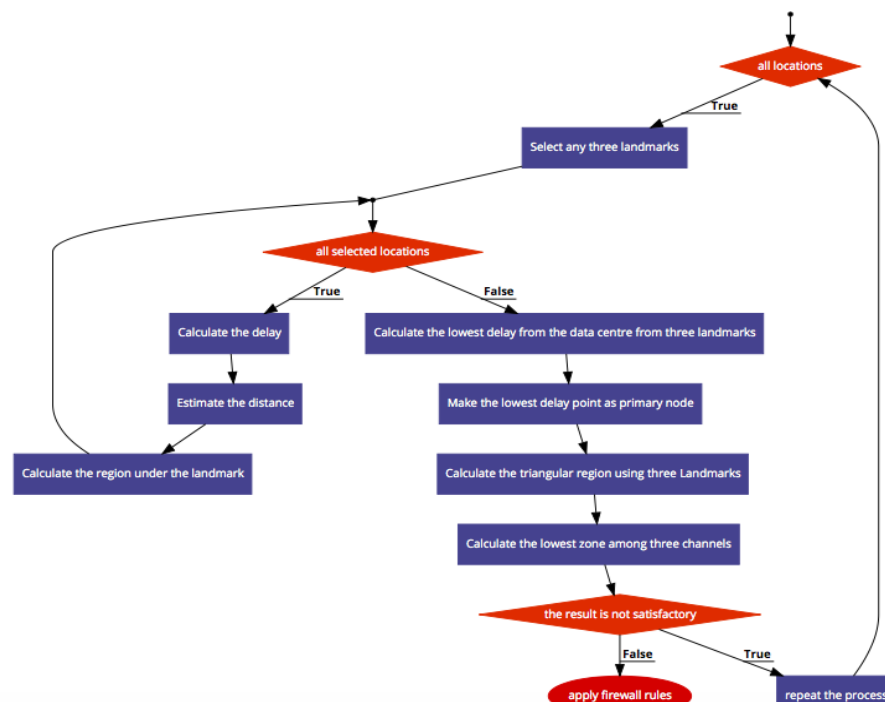 all locations
True
Select any three landmarks
all selected locations
True
False
Calculate the delay
Calculate the lowest delay from the data centre from three landmarks
Estimate the distance
Make the lowest delay point as primary node
Calculate the region under the landmark
Calculate the triangular region using three Landmarks
Calculate the lowest zone among three channels
the result is not satisfactory
False
True
apply firewall rules
repeat the process